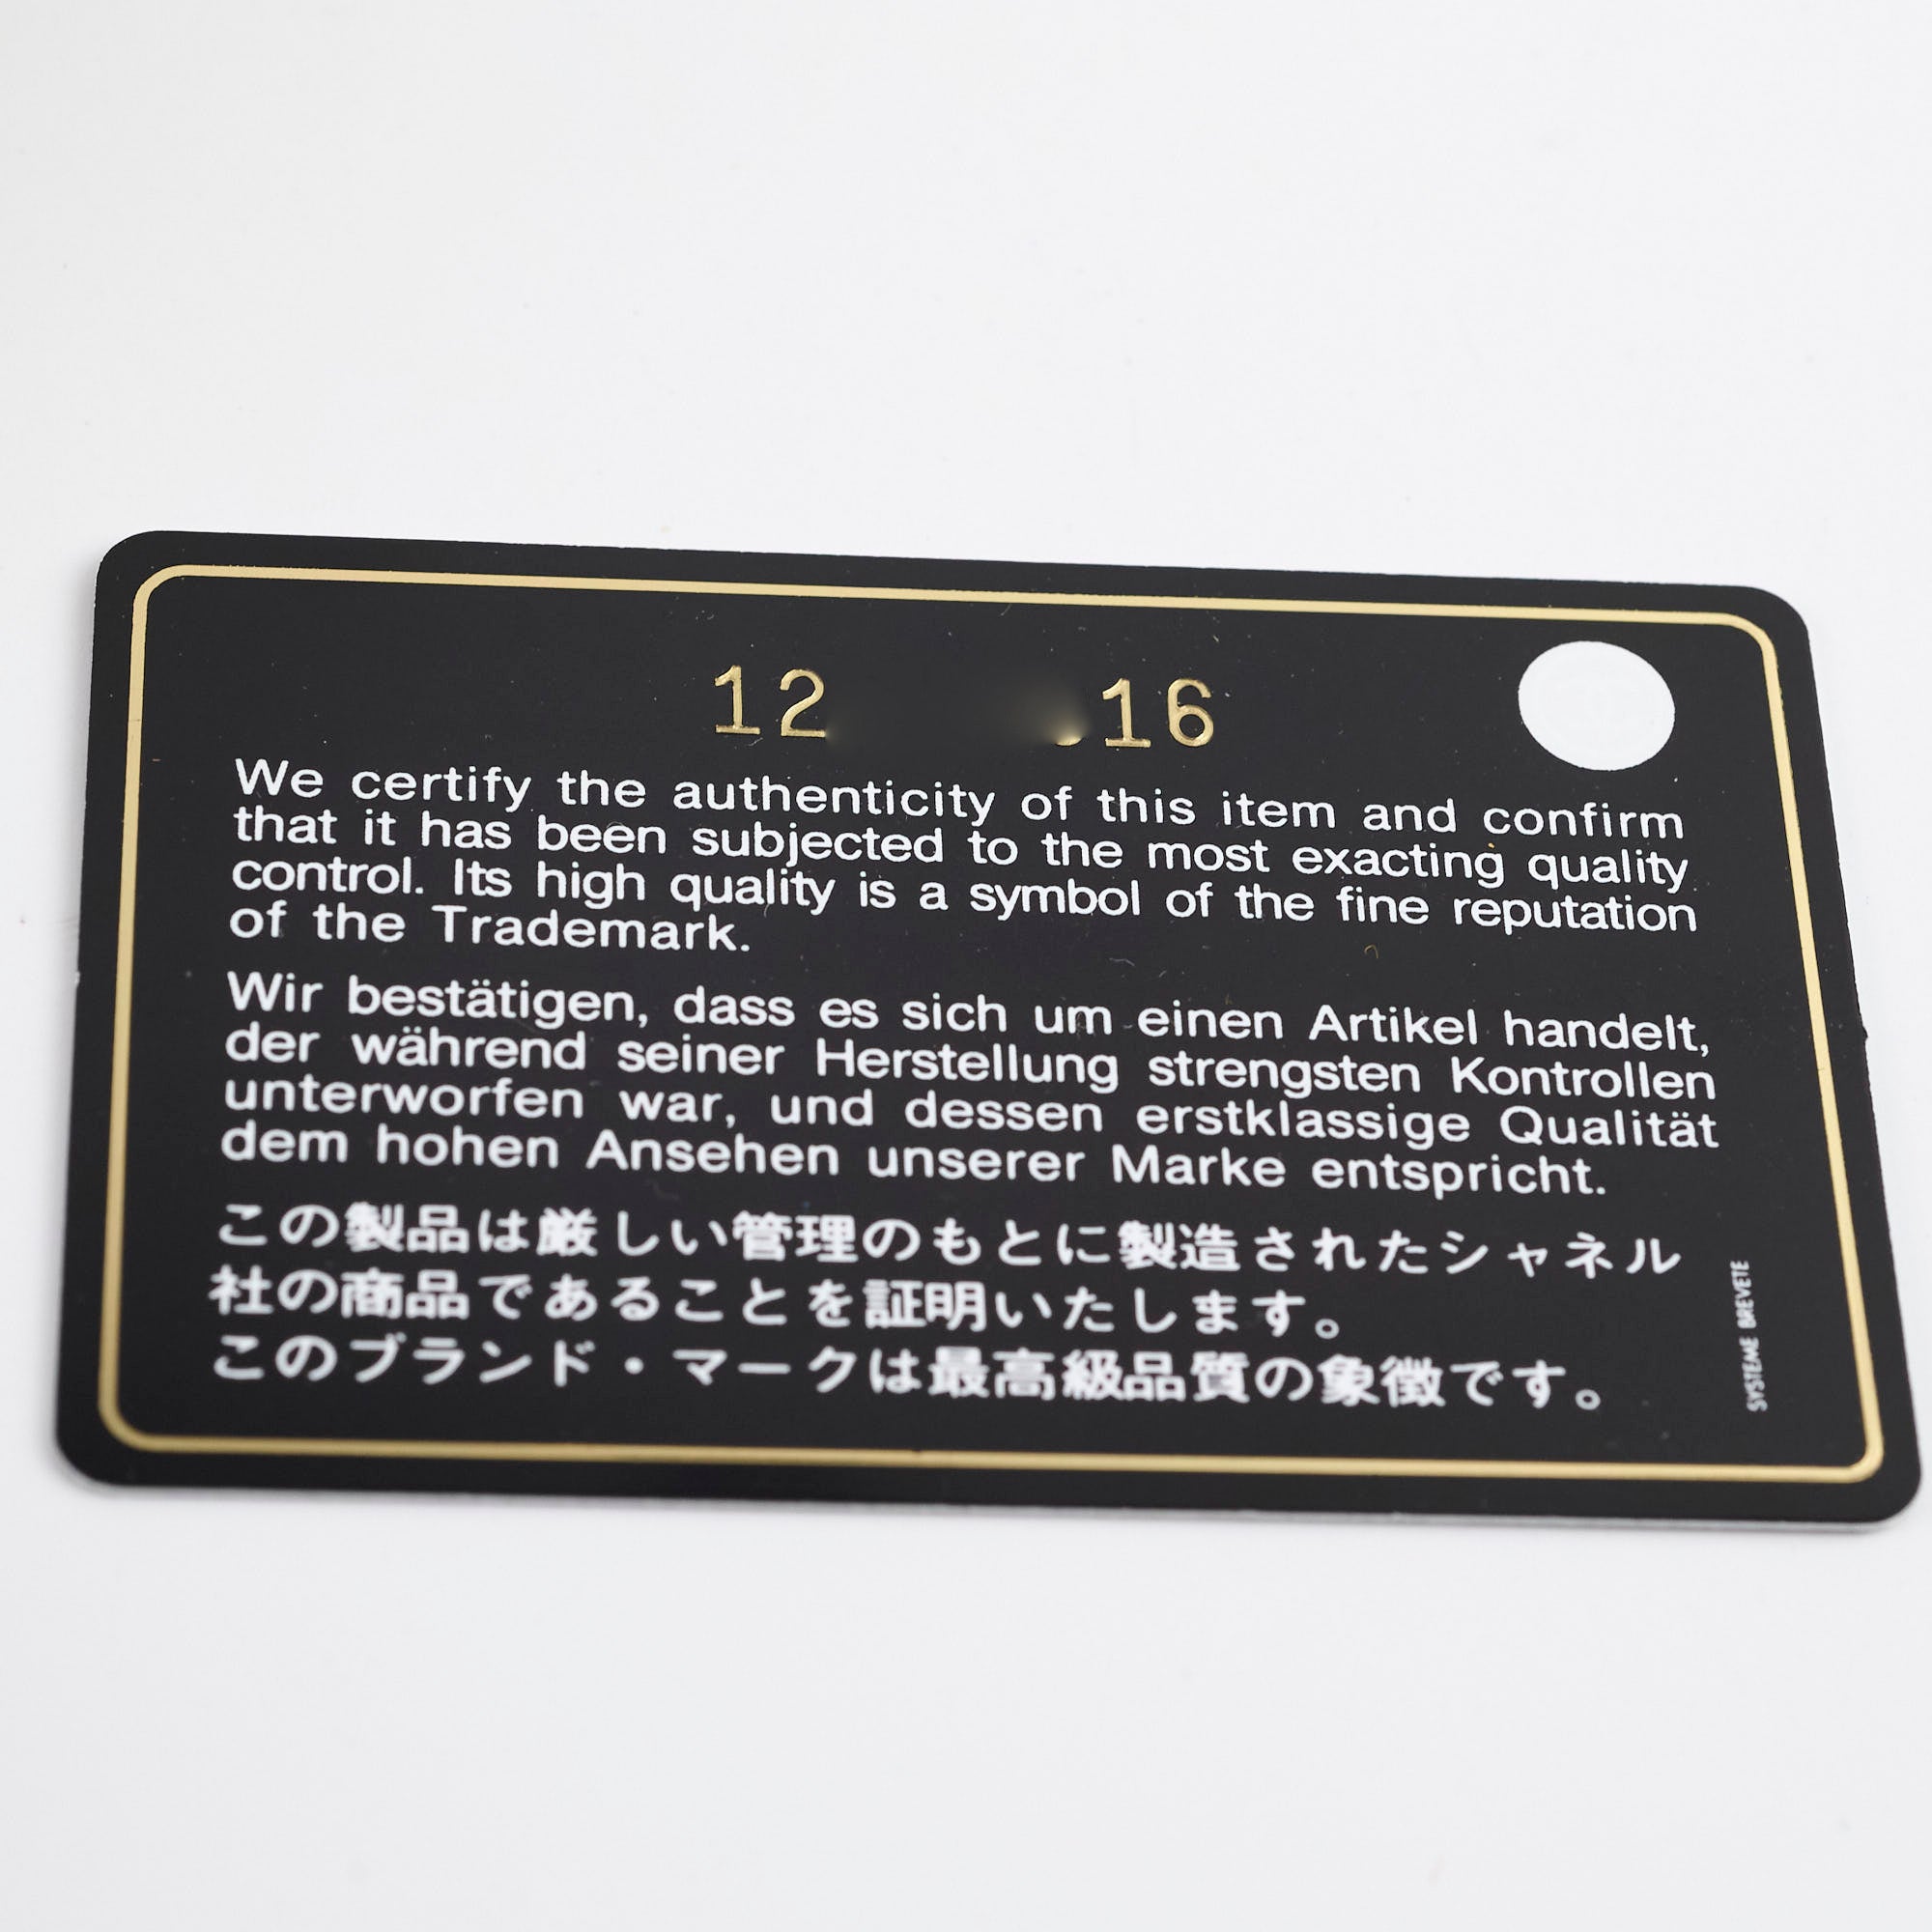 12 16
We certify the authenticity of this item and confirm
that it has been subjected to the most exacting quality
control. Its high quality is a symbol of the fine reputation
of the Trademark.
Wir bestätigen, dass es sich um einen Artikel handelt,
der während seiner Herstellung strengsten Kontrollen
unterworfen war, und dessen erstklassige Qualität
dem hohen Ansehen unserer Marke entspricht.
この製品は厳しい管理のもとに製造されたシャネル
社の商品であることを証明いたします。
このブランド・マークは最高級品質の象徴です。
SYSTEME BREVETE